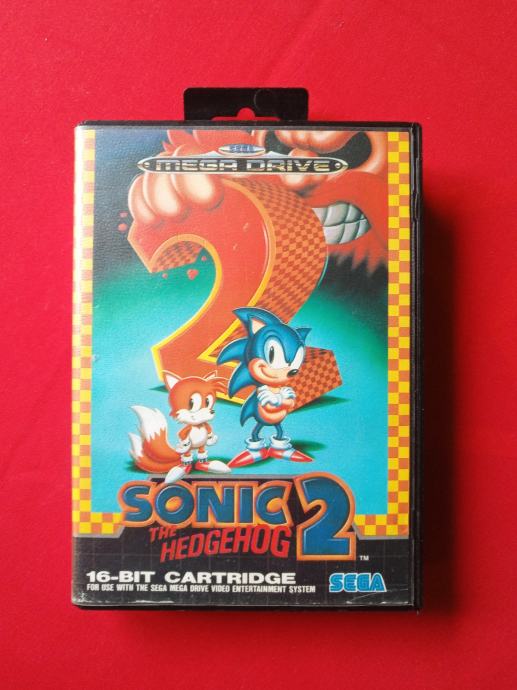 SEGA
MEGA DRIVE
2
SONIC
THE
HEDGEHOG 2
TM
16-BIT CARTRIDGE
FOR USE WITH THE SEGA MEGA DRIVE VIDEO ENTERTAINMENT SYSTEM
SEGA